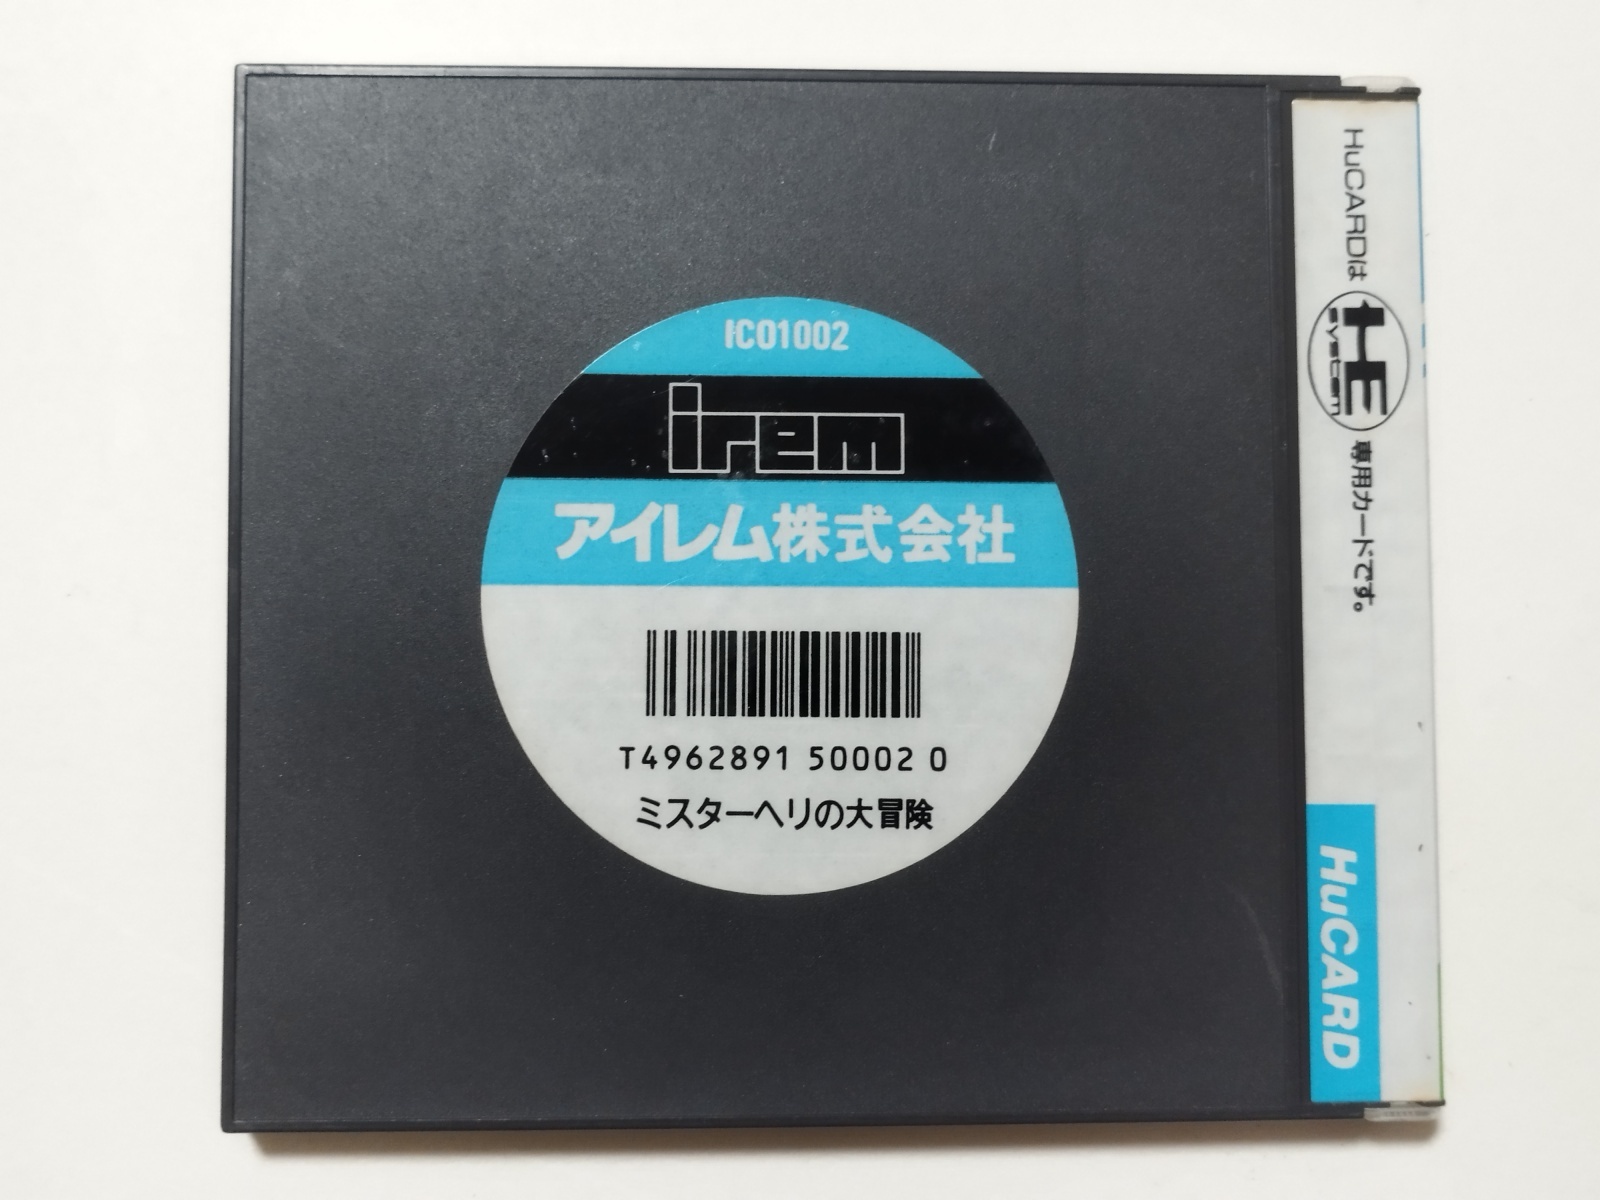 IC01002
irem
アイレム株式会社
T4962891 50002 0
ミスターヘリの大冒険
HuCARDは HE system 専用カードです。
HuCARD